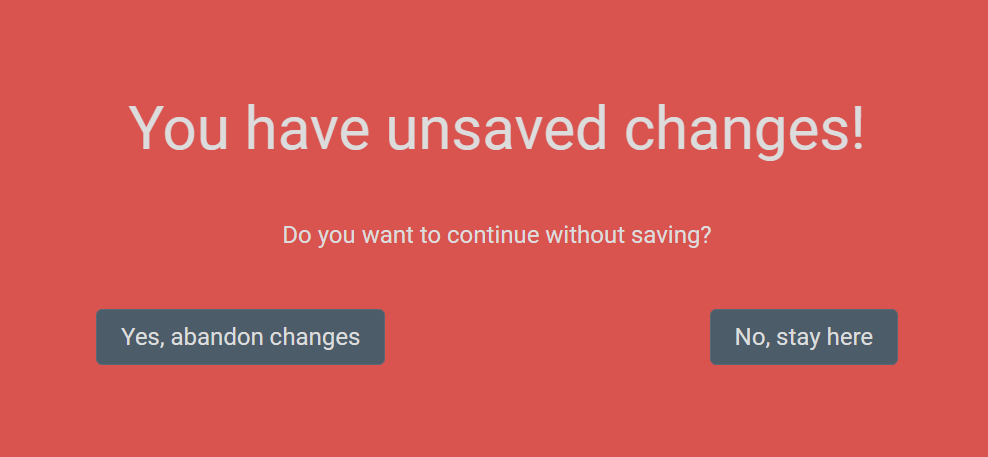 You have unsaved changes!
Do you want to continue without saving?
Yes, abandon changes
No, stay here